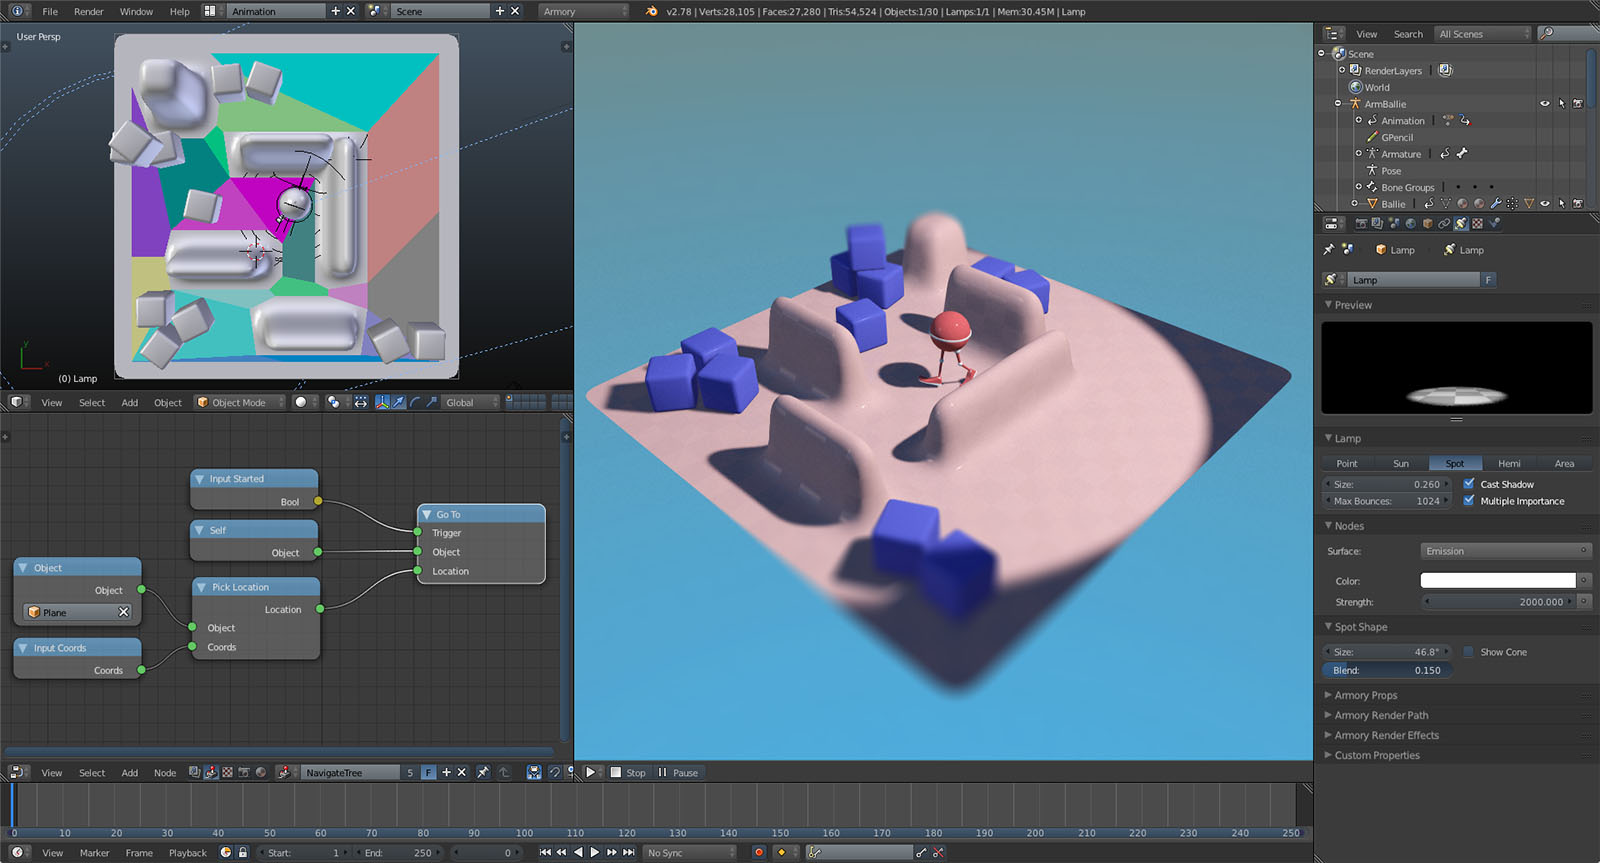 File Render Window Help Animation Scene Armory v2.78 | Verts:28,105 | Faces:27,280 | Tris:54,524 | Objects:1/30 | Lamps:1/1 | Mem:30.45M | Lamp
User Persp
y
x
(0) Lamp
View Select Add Object Object Mode Global
Input Started
Bool
Self
Object
Object
Object
Plane
Input Coords
Coords
Pick Location
Location
Object
Coords
Go To
Trigger
Object
Location
View Select Add Node NavigateTree 5 F
Stop Pause
View Search All Scenes
Scene
RenderLayers
World
ArmBallie
Animation
GPencil
Armature
Pose
Bone Groups
Ballie
Lamp Lamp
Lamp F
Preview
Lamp
Point Sun Spot Hemi Area
Size: 0.260 Cast Shadow
Max Bounces: 1024 Multiple Importance
Nodes
Surface: Emission
Color:
Strength: 2000.000
Spot Shape
Size: 46.8° Show Cone
Blend: 0.150
Armory Props
Armory Render Path
Armory Render Effects
Custom Properties
0 10 20 30 40 50 60 70 80 90 100 110 120 130 140 150 160 170 180 190 200 210 220 230 240 250
View Marker Frame Playback Start: 1 End: 250 0 No Sync